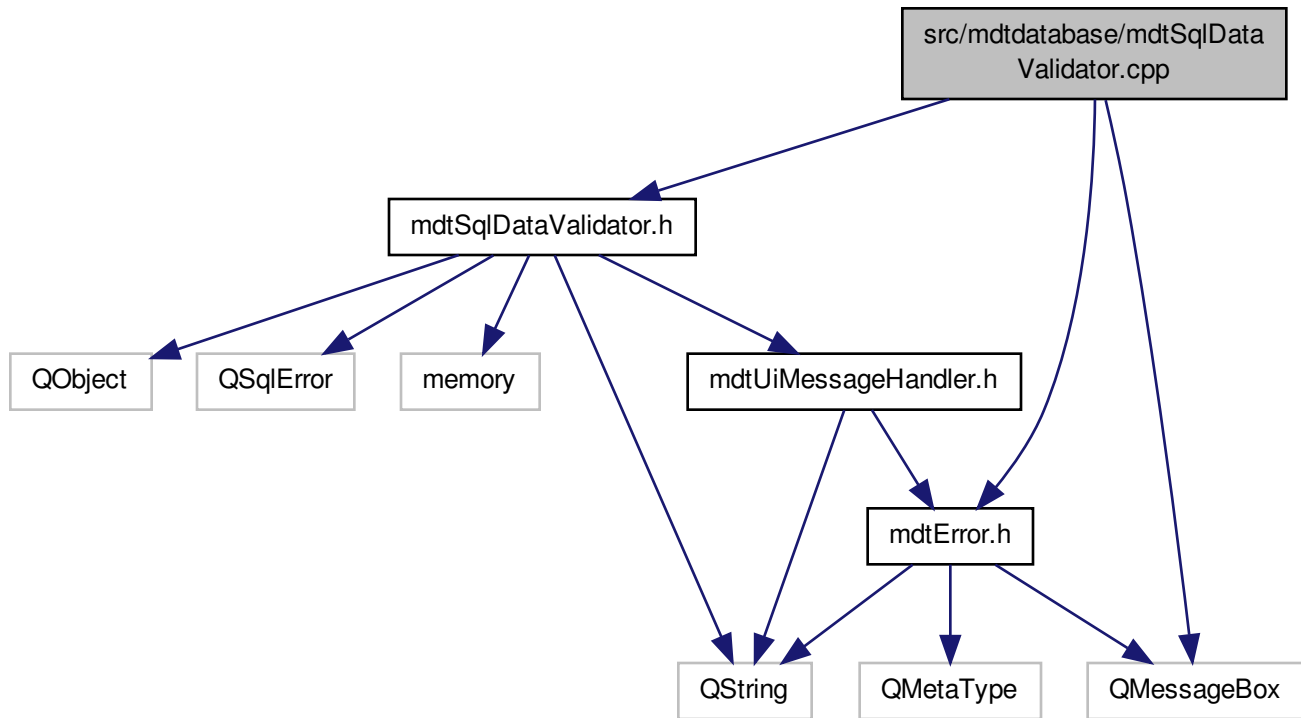 src/mdtdatabase/mdtSqlData
Validator.cpp
mdtSqlDataValidator.h
QObject
QSqlError
memory
mdtUiMessageHandler.h
mdtError.h
QString
QMetaType
QMessageBox